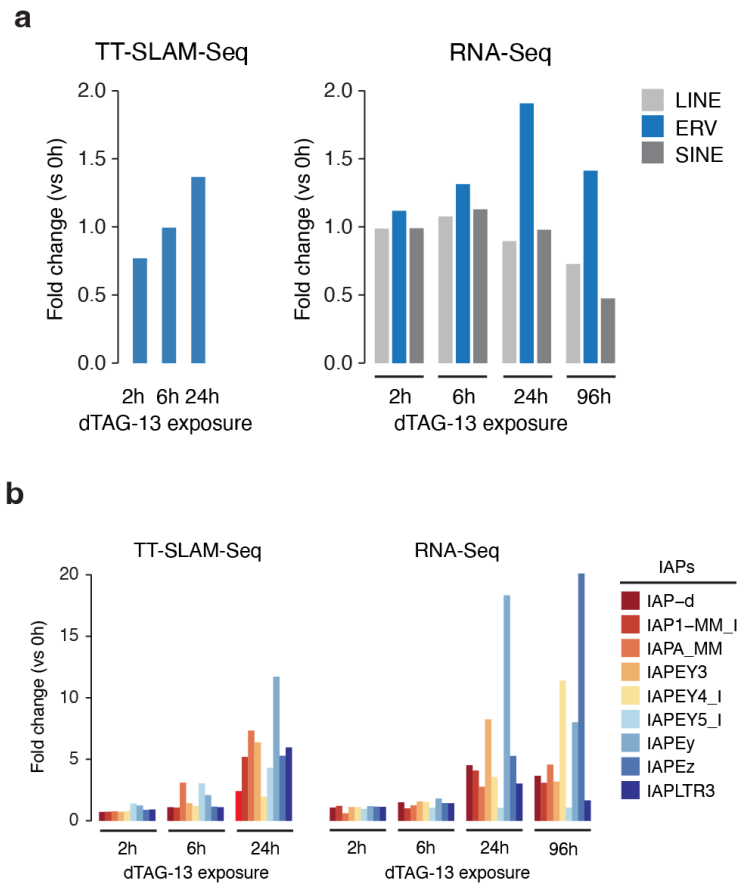 a
TT-SLAM-Seq
RNA-Seq
2.0
1.5
1.0
0.5
0.0
Fold change (vs 0h)
2h 6h 24h
dTAG-13 exposure
2.0
1.5
1.0
0.5
0.0
Fold change (vs 0h)
2h 6h 24h 96h
dTAG-13 exposure
LINE
ERV
SINE
b
TT-SLAM-Seq
RNA-Seq
20
15
10
5
0
Fold change (vs 0h)
2h 6h 24h
dTAG-13 exposure
2h 6h 24h 96h
dTAG-13 exposure
IAPs
IAP-d
IAP1-MM_I
IAPA_MM
IAPEY3
IAPEY4_I
IAPEY5_I
IAPEy
IAPEz
IAPLTR3